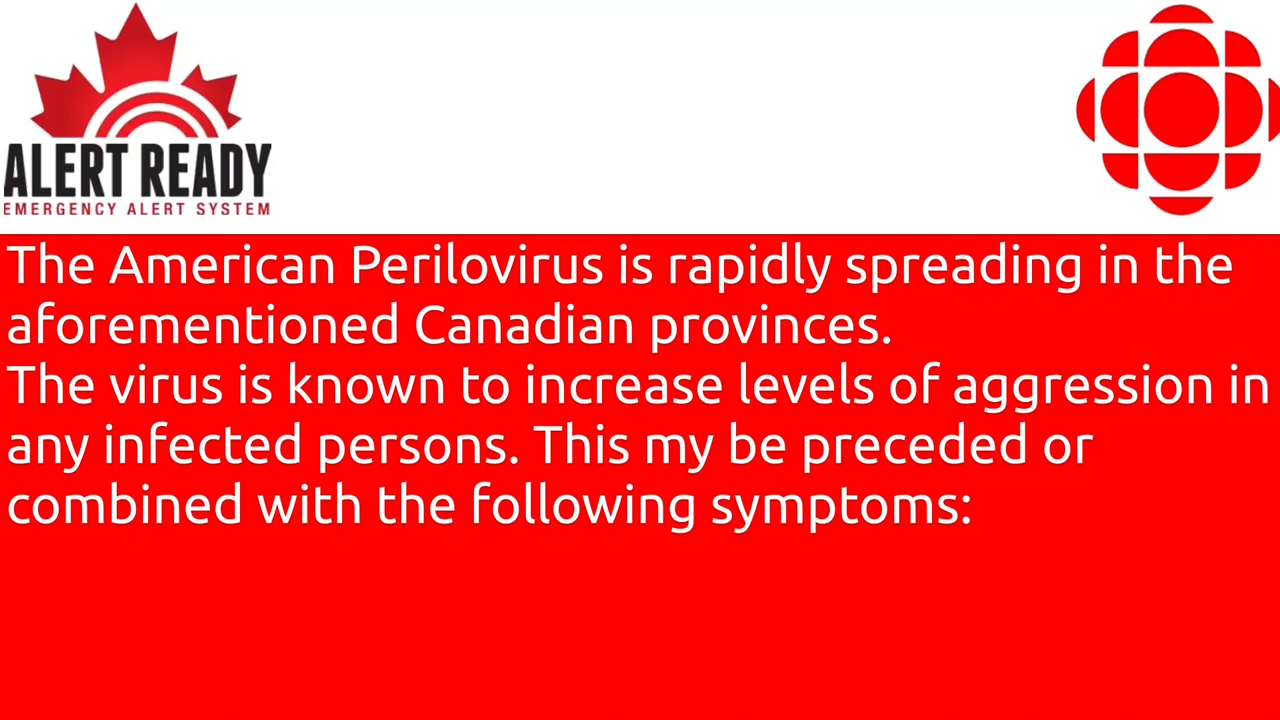 ALERT READY
EMERGENCY ALERT SYSTEM
The American Perilovirus is rapidly spreading in the
aforementioned Canadian provinces.
The virus is known to increase levels of aggression in
any infected persons. This my be preceded or
combined with the following symptoms: